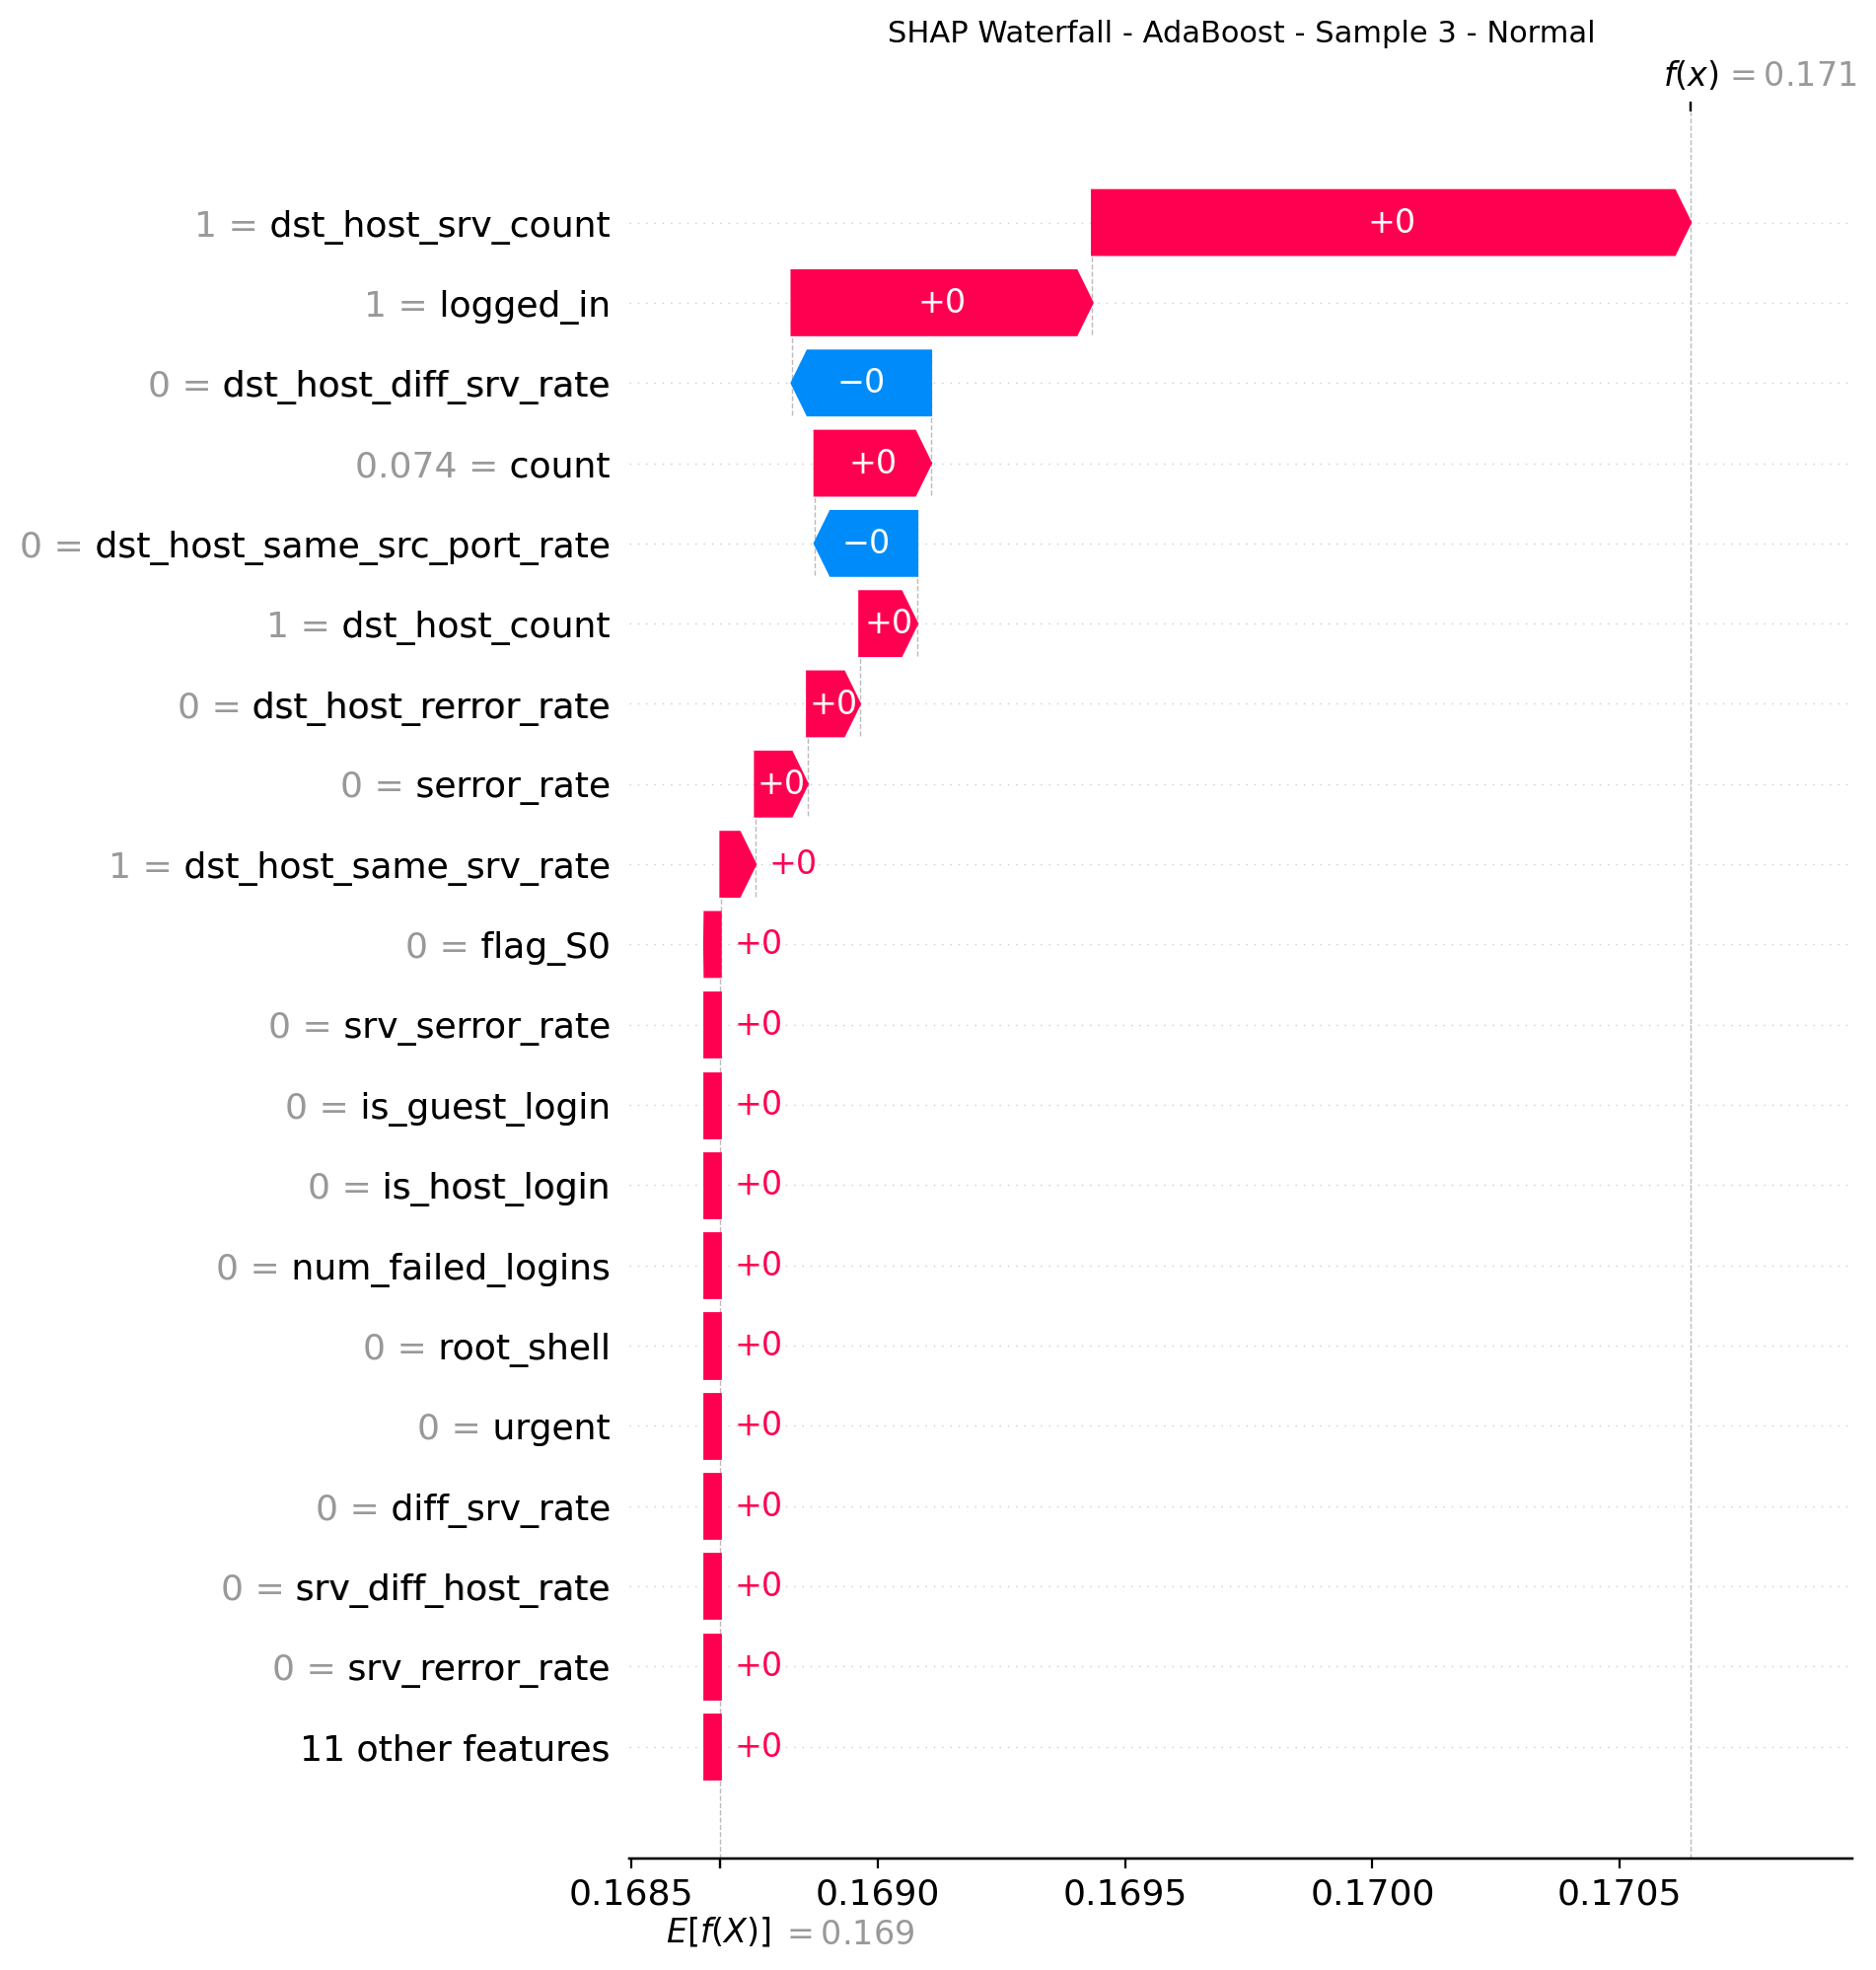 SHAP Waterfall - AdaBoost - Sample 3 - Normal
f(x) = 0.171
1 = dst_host_srv_count +0
1 = logged_in +0
0 = dst_host_diff_srv_rate −0
0.074 = count +0
0 = dst_host_same_src_port_rate −0
1 = dst_host_count +0
0 = dst_host_rerror_rate +0
0 = serror_rate +0
1 = dst_host_same_srv_rate +0
0 = flag_S0 +0
0 = srv_serror_rate +0
0 = is_guest_login +0
0 = is_host_login +0
0 = num_failed_logins +0
0 = root_shell +0
0 = urgent +0
0 = diff_srv_rate +0
0 = srv_diff_host_rate +0
0 = srv_rerror_rate +0
11 other features +0
0.1685 0.1690 0.1695 0.1700 0.1705
E[f(X)] = 0.169